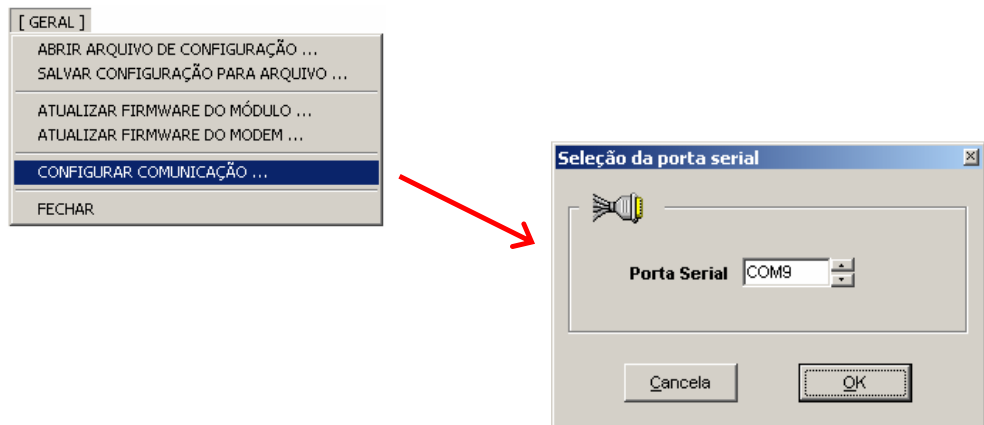 [ GERAL ]
ABRIR ARQUIVO DE CONFIGURAÇÃO ...
SALVAR CONFIGURAÇÃO PARA ARQUIVO ...
ATUALIZAR FIRMWARE DO MÓDULO ...
ATUALIZAR FIRMWARE DO MODEM ...
CONFIGURAR COMUNICAÇÃO ...
FECHAR
Seleção da porta serial
Porta Serial COM9
Cancela OK